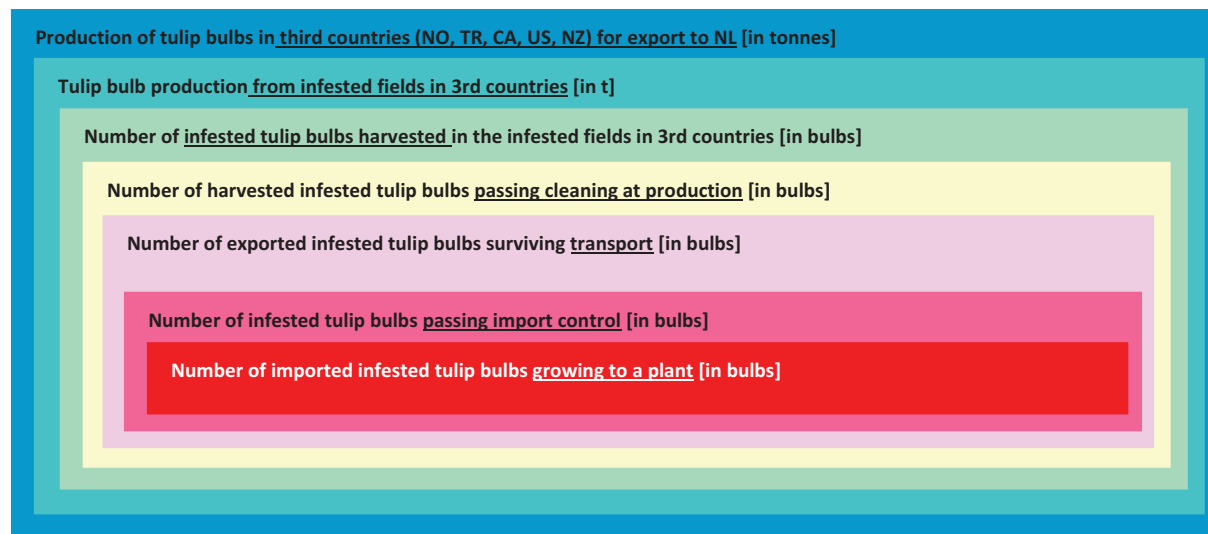 Production of tulip bulbs in third countries (NO, TR, CA, US, NZ) for export to NL [in tonnes]
Tulip bulb production from infested fields in 3rd countries [in t]
Number of infested tulip bulbs harvested in the infested fields in 3rd countries [in bulbs]
Number of harvested infested tulip bulbs passing cleaning at production [in bulbs]
Number of exported infested tulip bulbs surviving transport [in bulbs]
Number of infested tulip bulbs passing import control [in bulbs]
Number of imported infested tulip bulbs growing to a plant [in bulbs]